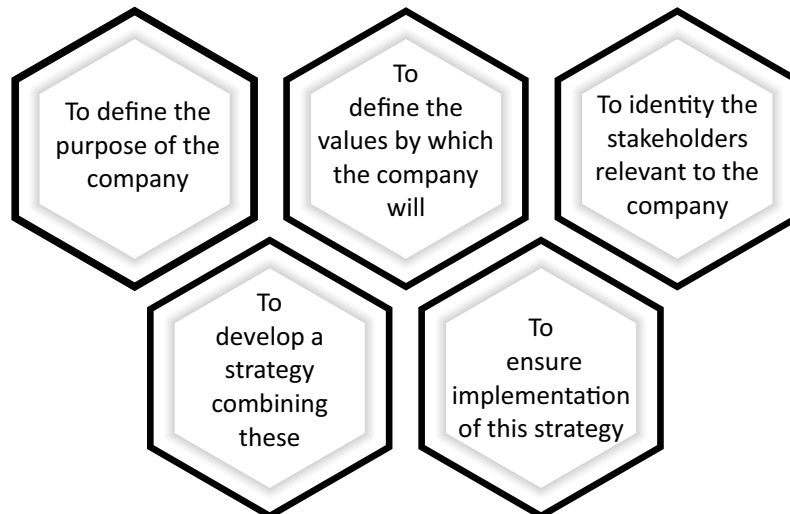 To define the
purpose of the
company
To
define the
values by which
the company
will
To identity the
stakeholders
relevant to the
company
To
develop a
strategy
combining
these
To
ensure
implementation
of this strategy